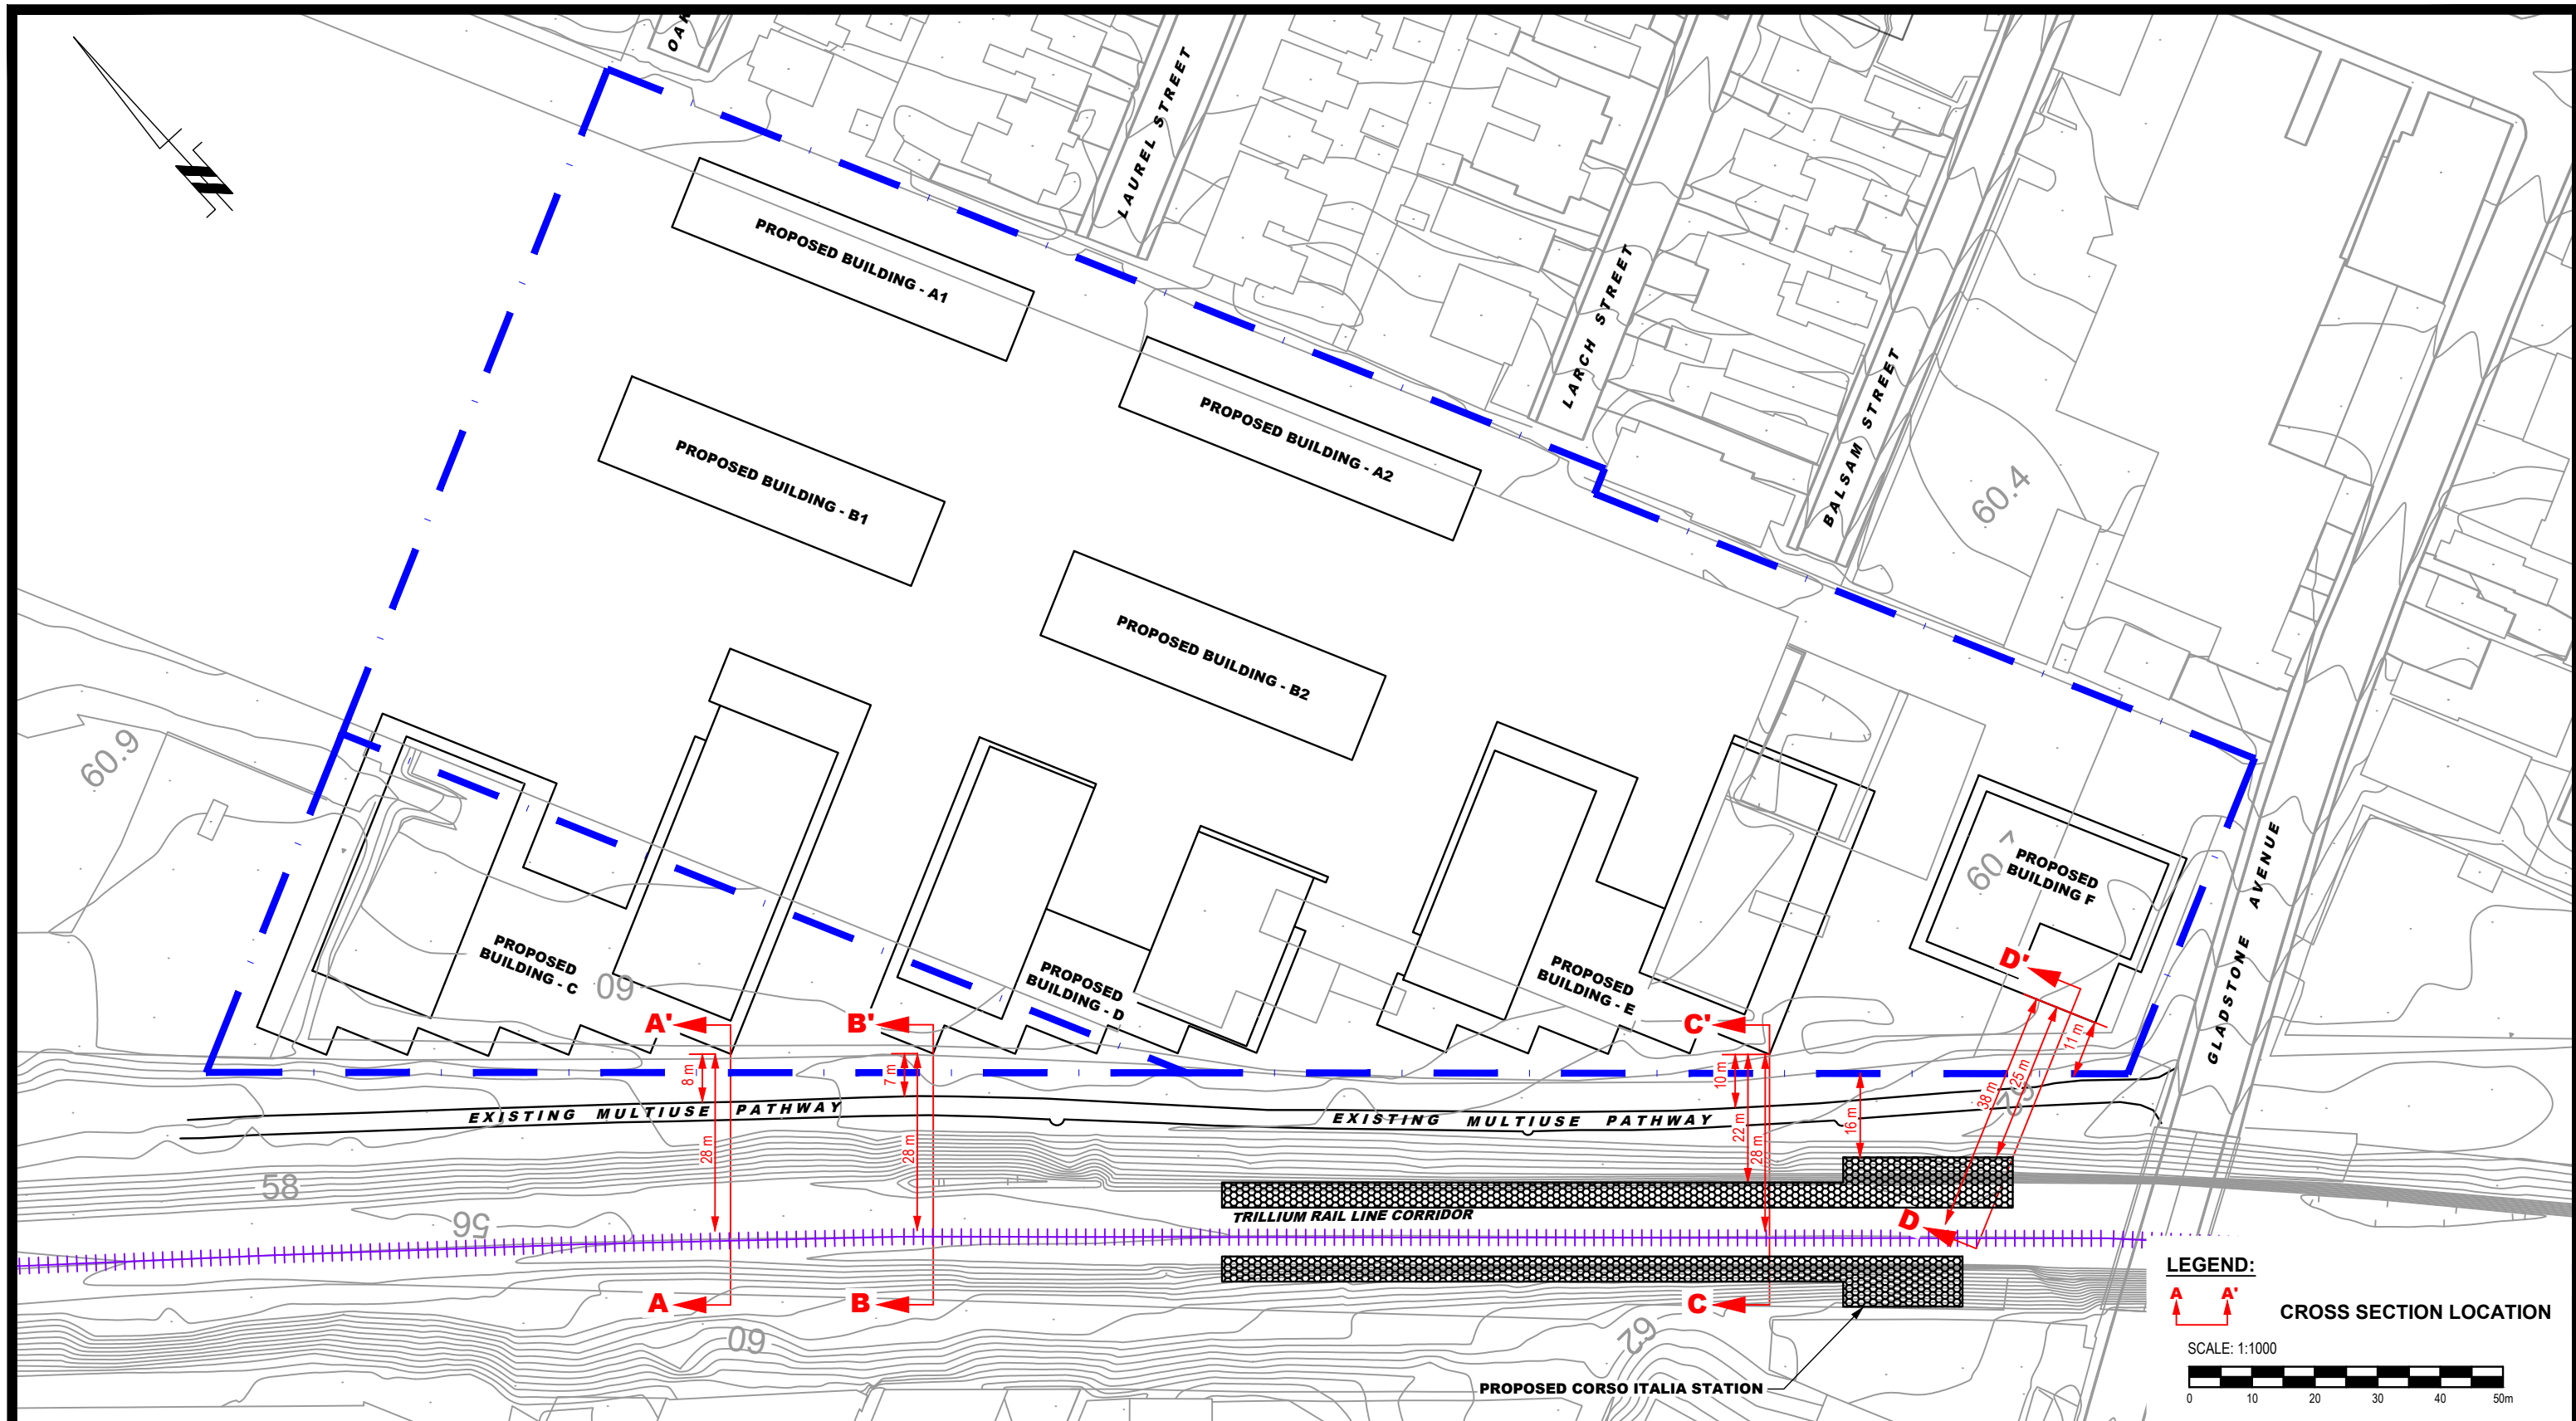 OAK
LAUREL STREET
LARCH STREET
BALSAM STREET
GLADSTONE AVENUE
PROPOSED BUILDING - A1
PROPOSED BUILDING - A2
PROPOSED BUILDING - B1
PROPOSED BUILDING - B2
60.4
60.9
60.7
PROPOSED
BUILDING F
PROPOSED
BUILDING - C
60
PROPOSED
BUILDING - D
PROPOSED
BUILDING - E
A'
B'
C'
D'
8 m
7 m
10 m
11 m
25 m
38 m
16 m
22 m
28 m
28 m
28 m
62
EXISTING MULTIUSE PATHWAY
EXISTING MULTIUSE PATHWAY
58
56
TRILLIUM RAIL LINE CORRIDOR
D
A
B
C
60
62
PROPOSED CORSO ITALIA STATION
LEGEND:
A A'
CROSS SECTION LOCATION
SCALE: 1:1000
0 10 20 30 40 50m